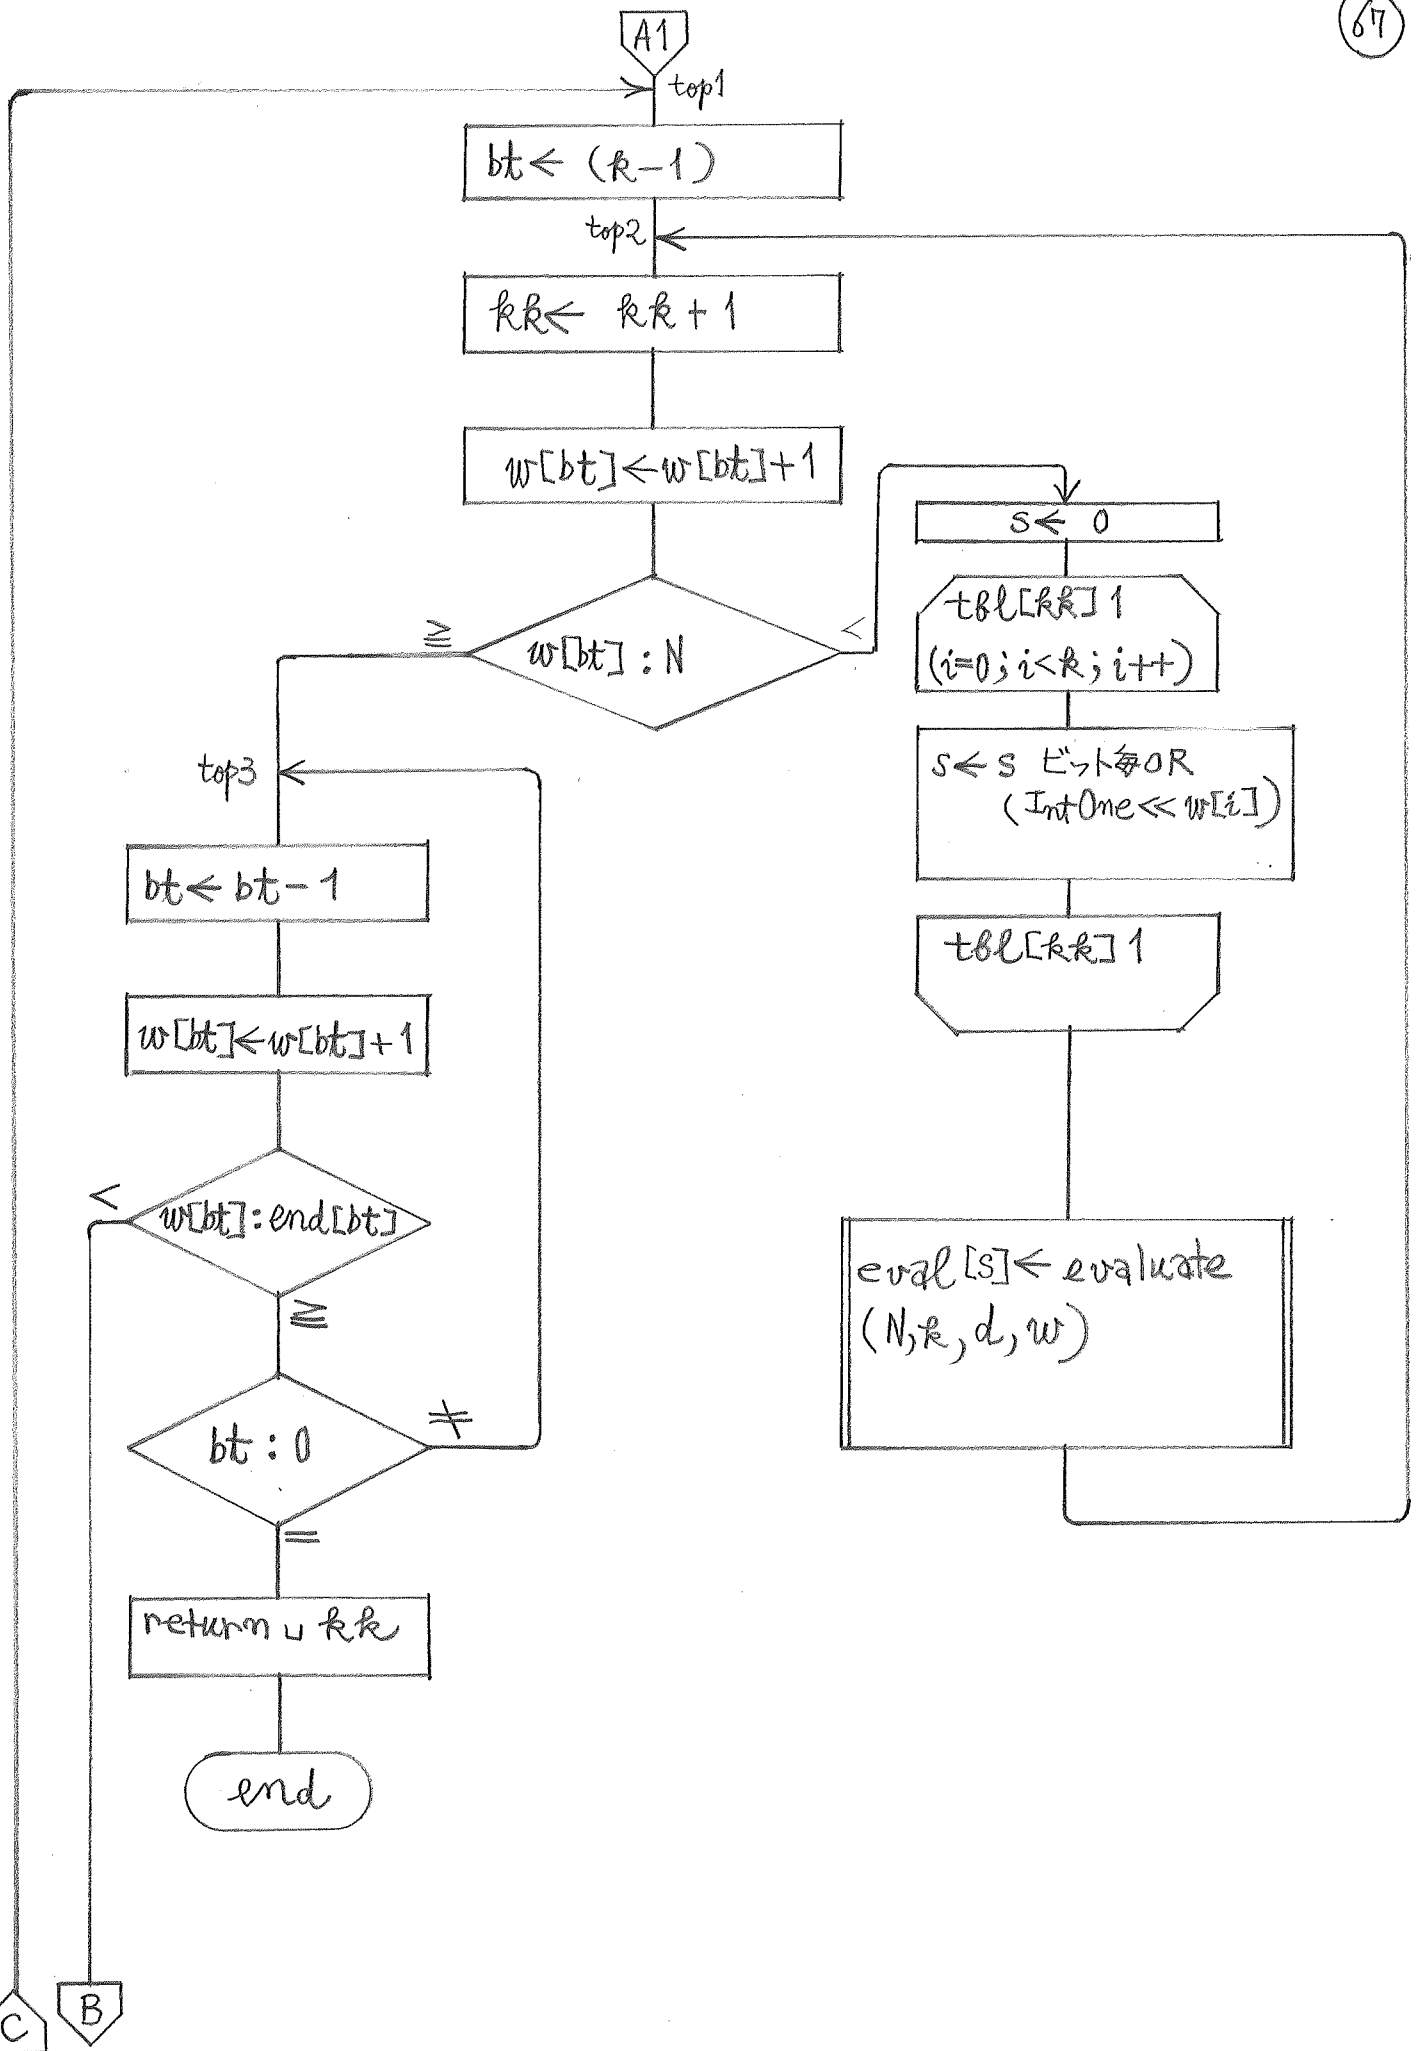 67
A1
top1
bt← (k-1)
top2
kk← kk+1
w[bt]←w[bt]+1
w[bt]:N
≧
<
s← 0
tbl[kk]1
(i=0;i<k;i++)
s←s ビット毎OR
(IntOne<<w[i])
tbl[kk]1
eval[s]← evaluate
(N,k,d,w)
top3
bt←bt-1
w[bt]←w[bt]+1
w[bt]:end[bt]
<
≧
bt:0
≠
=
return␣kk
end
C
B